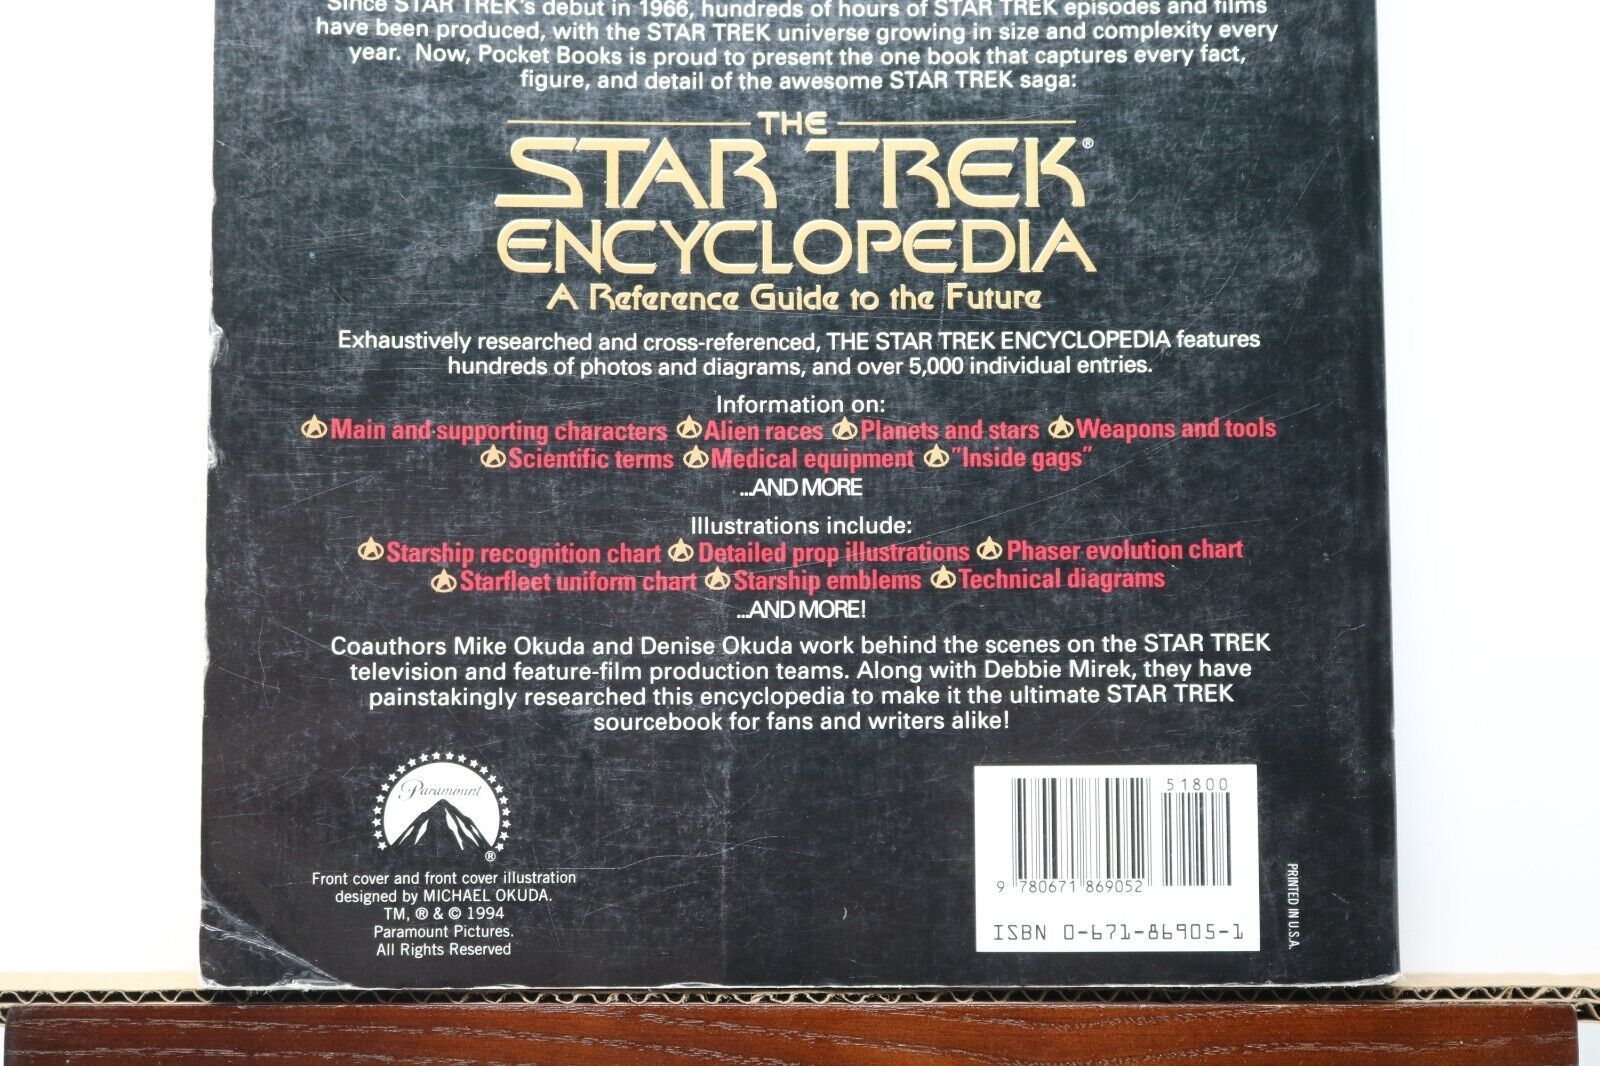 Since STAR TREK's debut in 1966, hundreds of hours of STAR TREK episodes and films
have been produced, with the STAR TREK universe growing in size and complexity every
year. Now, Pocket Books is proud to present the one book that captures every fact,
figure, and detail of the awesome STAR TREK saga:
THE
STAR TREK®
ENCYCLOPEDIA
A Reference Guide to the Future
Exhaustively researched and cross-referenced, THE STAR TREK ENCYCLOPEDIA features
hundreds of photos and diagrams, and over 5,000 individual entries.
Information on:
Main and supporting characters Alien races Planets and stars Weapons and tools
Scientific terms Medical equipment "Inside gags"
...AND MORE
Illustrations include:
Starship recognition chart Detailed prop illustrations Phaser evolution chart
Starfleet uniform chart Starship emblems Technical diagrams
...AND MORE!
Coauthors Mike Okuda and Denise Okuda work behind the scenes on the STAR TREK
television and feature-film production teams. Along with Debbie Mirek, they have
painstakingly researched this encyclopedia to make it the ultimate STAR TREK
sourcebook for fans and writers alike!
Paramount
®
Front cover and front cover illustration
designed by MICHAEL OKUDA.
TM, ® & © 1994
Paramount Pictures.
All Rights Reserved
51800
9 780671 869052
ISBN 0-671-86905-1
PRINTED IN U.S.A.